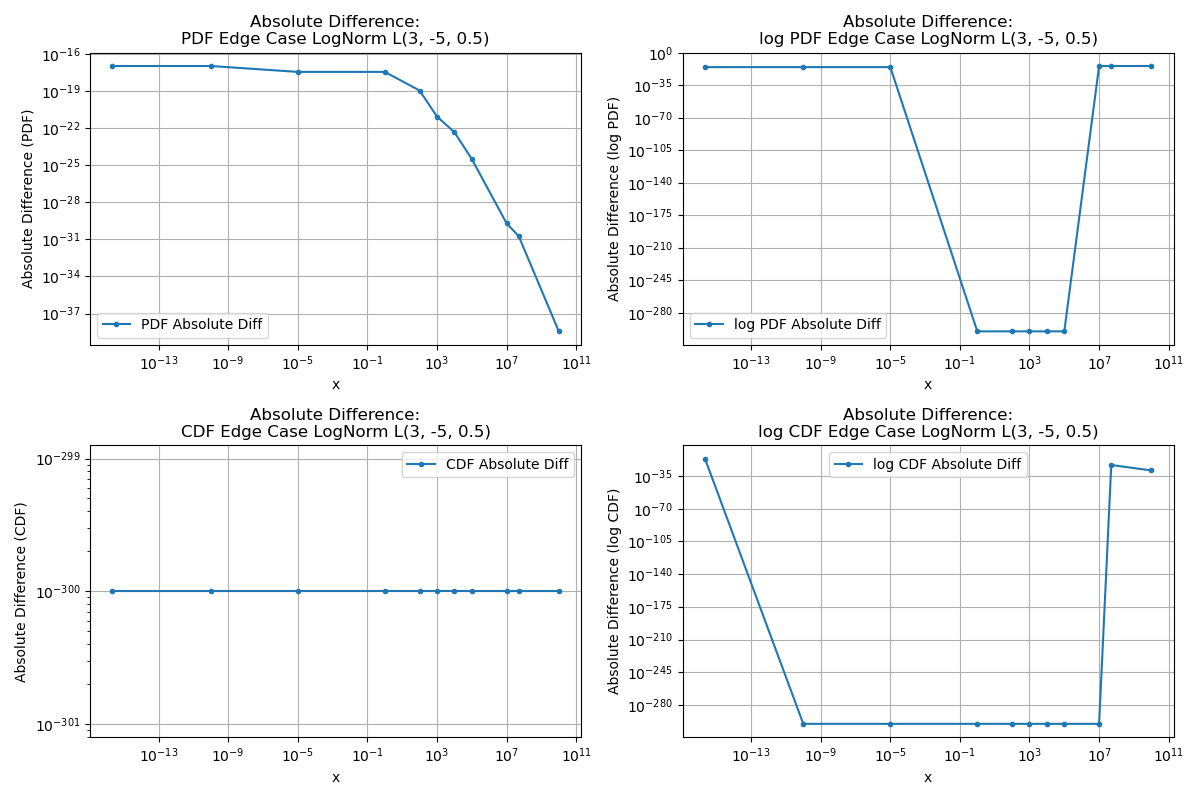 Absolute Difference:
PDF Edge Case LogNorm L(3, -5, 0.5)
Absolute Difference (PDF)
10^-16
10^-19
10^-22
10^-25
10^-28
10^-31
10^-34
10^-37
PDF Absolute Diff
10^-13 10^-9 10^-5 10^-1 10^3 10^7 10^11
x
Absolute Difference:
log PDF Edge Case LogNorm L(3, -5, 0.5)
Absolute Difference (log PDF)
10^0
10^-35
10^-70
10^-105
10^-140
10^-175
10^-210
10^-245
10^-280
log PDF Absolute Diff
10^-13 10^-9 10^-5 10^-1 10^3 10^7 10^11
x
Absolute Difference:
CDF Edge Case LogNorm L(3, -5, 0.5)
Absolute Difference (CDF)
10^-299
10^-300
10^-301
CDF Absolute Diff
10^-13 10^-9 10^-5 10^-1 10^3 10^7 10^11
x
Absolute Difference:
log CDF Edge Case LogNorm L(3, -5, 0.5)
Absolute Difference (log CDF)
10^-35
10^-70
10^-105
10^-140
10^-175
10^-210
10^-245
10^-280
log CDF Absolute Diff
10^-13 10^-9 10^-5 10^-1 10^3 10^7 10^11
x